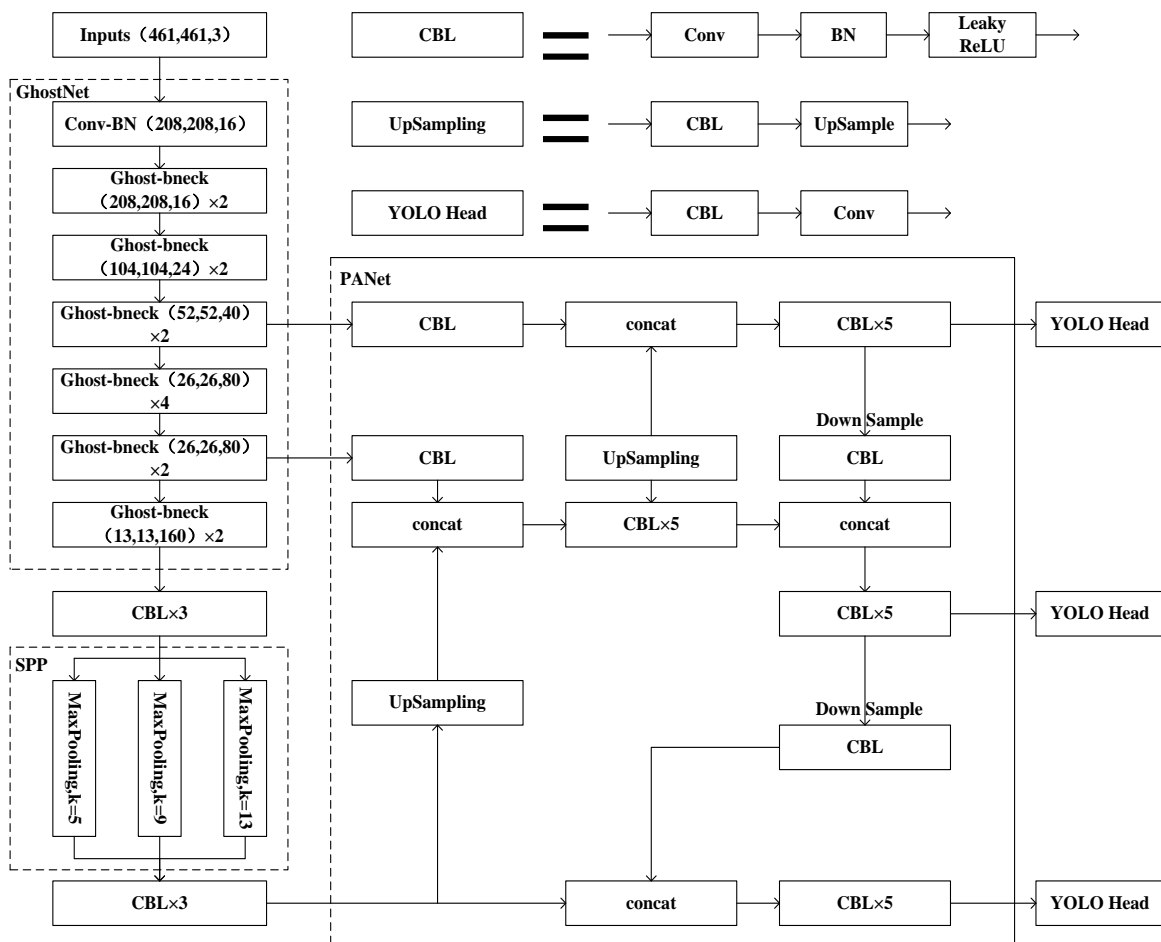 Inputs（461,461,3）
GhostNet
Conv-BN（208,208,16）
Ghost-bneck
（208,208,16）×2
Ghost-bneck
（104,104,24）×2
Ghost-bneck（52,52,40）
×2
Ghost-bneck（26,26,80）
×4
Ghost-bneck（26,26,80）
×2
Ghost-bneck
（13,13,160）×2
CBL×3
SPP
MaxPooling,k=5
MaxPooling,k=9
MaxPooling,k=13
CBL×3
CBL
Conv
BN
Leaky
ReLU
UpSampling
CBL
UpSample
YOLO Head
CBL
Conv
PANet
CBL
concat
CBL×5
YOLO Head
Down Sample
CBL
UpSampling
CBL
concat
CBL×5
concat
CBL×5
YOLO Head
UpSampling
Down Sample
CBL
concat
CBL×5
YOLO Head